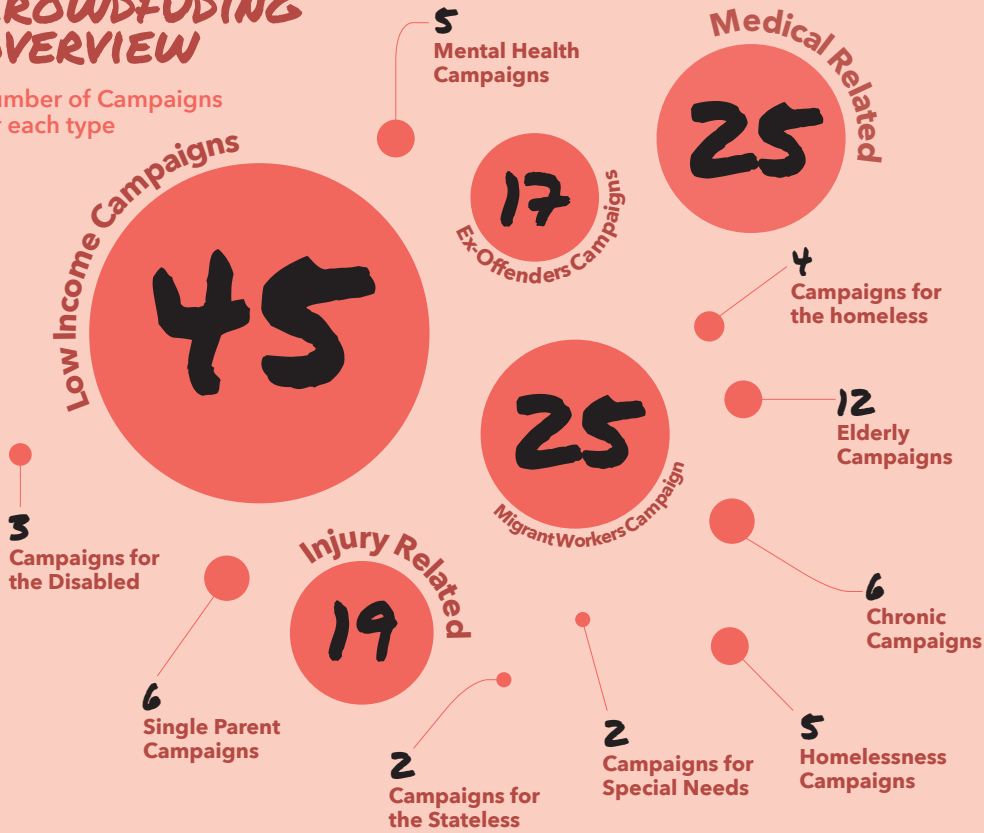 ROWDFUDING
VERVIEW
umber of Campaigns
r each type
5
Mental Health
Campaigns
Medical Related
25
17
Ex-Offenders Campaigns
Low Income Campaigns
45
4
Campaigns for
the homeless
25
Migrant Workers Campaign
12
Elderly
Campaigns
3
Campaigns for
the Disabled
Injury Related
19
6
Chronic
Campaigns
6
Single Parent
Campaigns
2
Campaigns for
the Stateless
2
Campaigns for
Special Needs
5
Homelessness
Campaigns